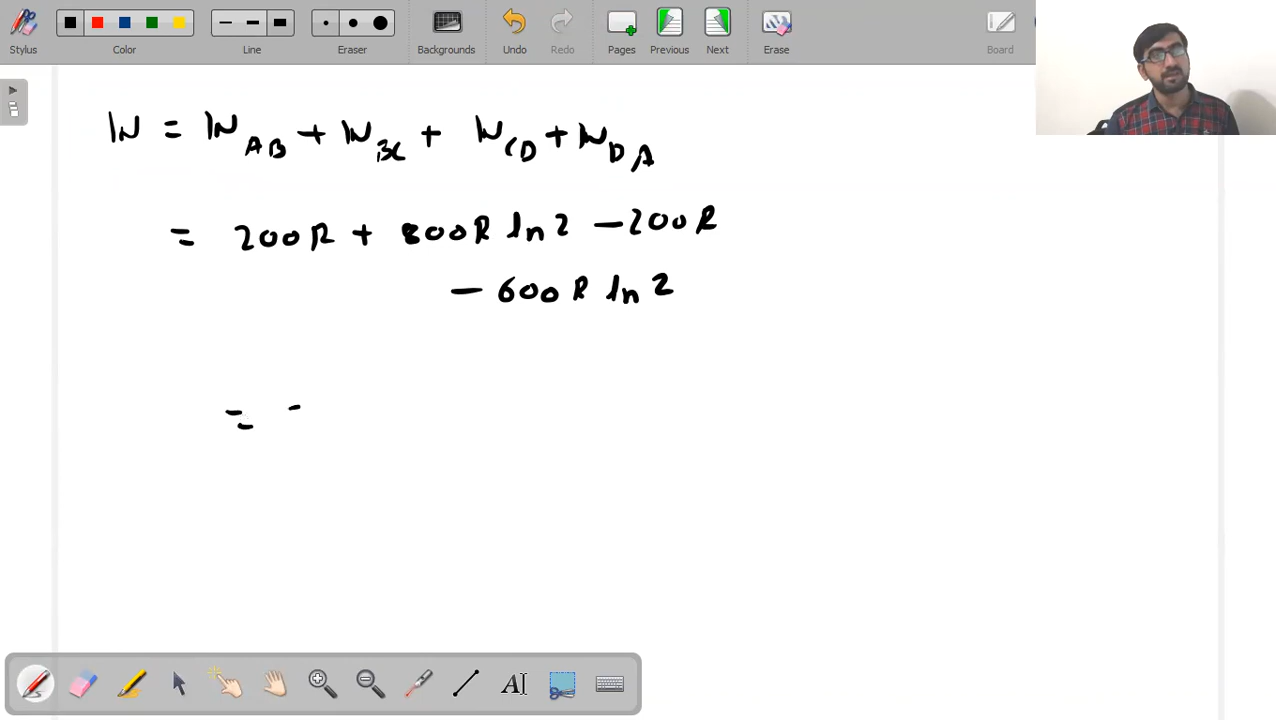 Stylus Color Line Eraser Backgrounds Undo Redo Pages Previous Next Erase Board
W = W_AB + W_BC + W_CD + W_DA
= 200R + 800R ln 2 - 200R
- 600R ln 2
= -
A